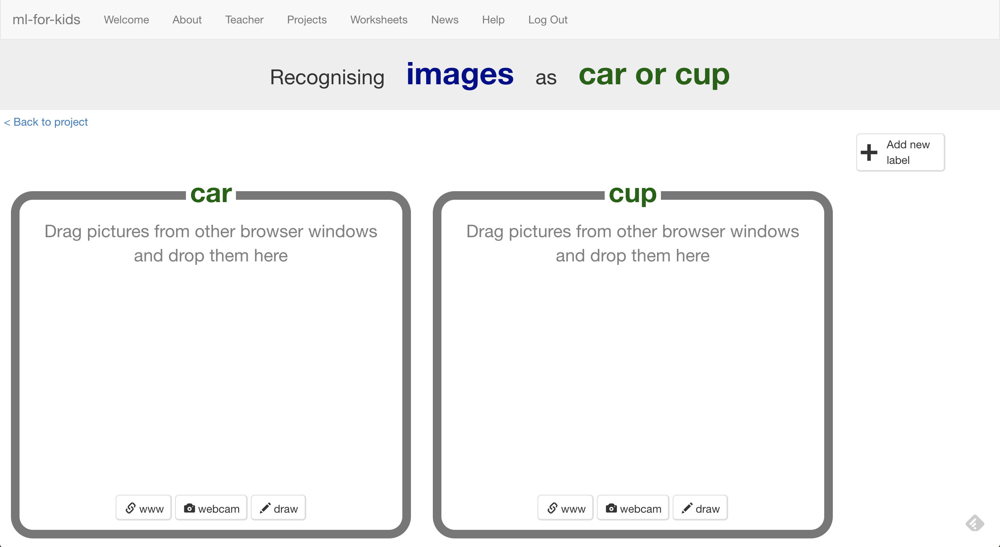 ml-for-kids Welcome About Teacher Projects Worksheets News Help Log Out
Recognising images as car or cup
< Back to project
Add new
label
car
Drag pictures from other browser windows
and drop them here
www webcam draw
cup
Drag pictures from other browser windows
and drop them here
www webcam draw